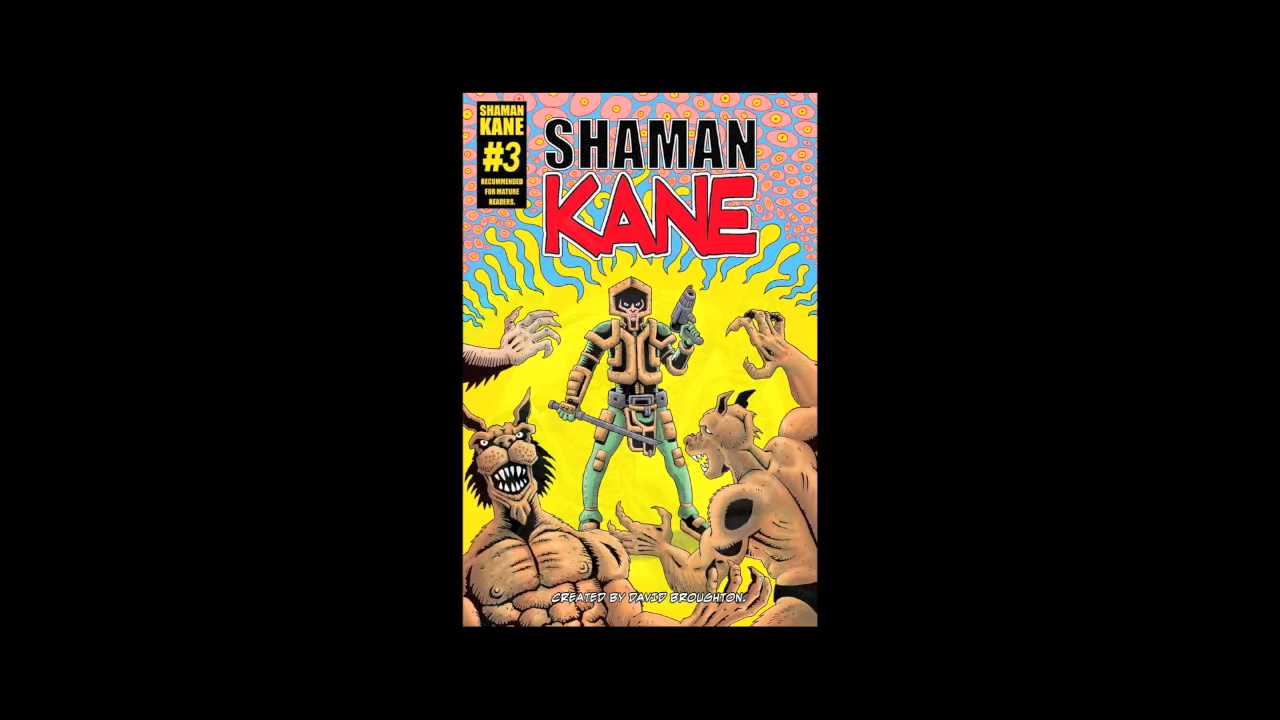 SHAMAN
KANE
#3
RECOMMENDED
FOR MATURE
READERS.
SHAMAN
KANE
CREATED BY DAVID BROUGHTON.